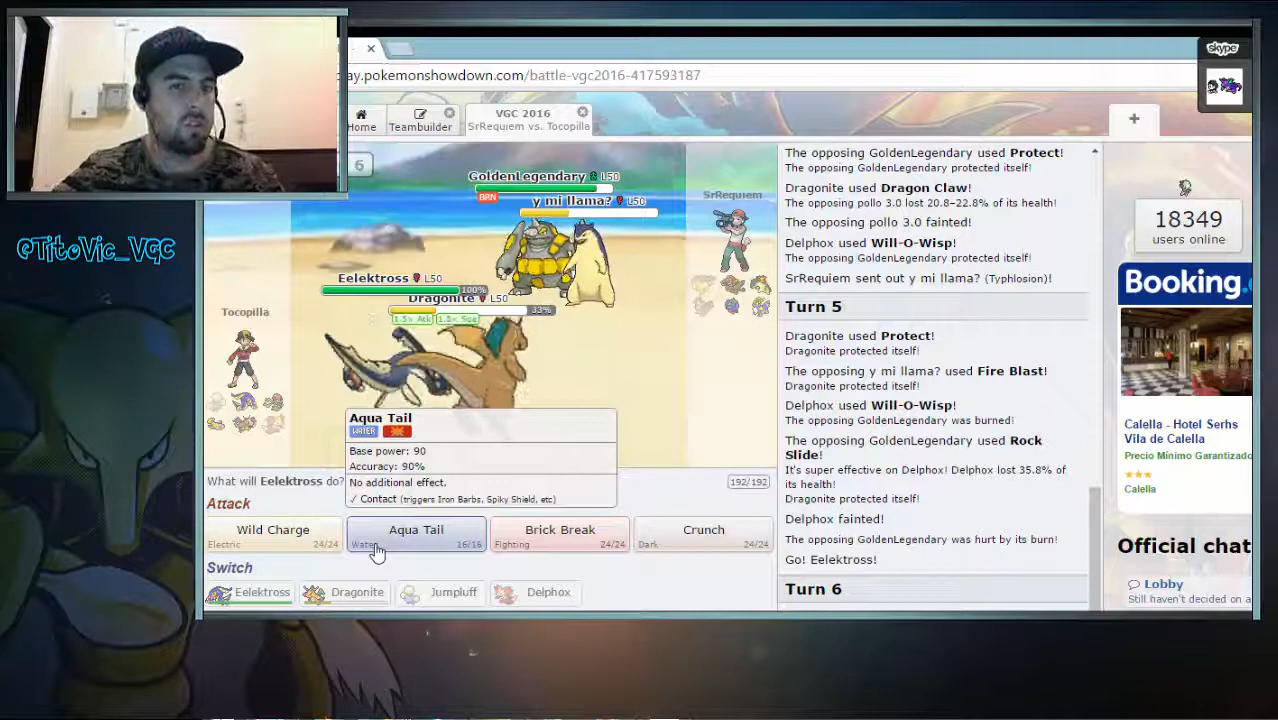 skype
ay.pokemonshowdown.com/battle-vgc2016-417593187
Home
Teambuilder
VGC 2016
SrRequiem vs. Tocopilla
+
6
GoldenLegendary L50
BRN
y mi llama? L50
SrRequiem
Eelektross L50
100%
Dragonite L50
33%
1.5× Atk 1.5× Spe
Tocopilla
@TitoVic_VGC
Aqua Tail
WATER
Base power: 90
Accuracy: 90%
No additional effect.
✓ Contact (triggers Iron Barbs, Spiky Shield, etc)
What will Eelektross do?
192/192
Attack
Wild Charge
Electric 24/24
Aqua Tail
Water 16/16
Brick Break
Fighting 24/24
Crunch
Dark 24/24
Switch
Eelektross
Dragonite
Jumpluff
Delphox
The opposing GoldenLegendary used Protect!
The opposing GoldenLegendary protected itself!
Dragonite used Dragon Claw!
The opposing pollo 3.0 lost 20.8–22.8% of its health!
The opposing pollo 3.0 fainted!
Delphox used Will-O-Wisp!
The opposing GoldenLegendary protected itself!
SrRequiem sent out y mi llama? (Typhlosion)!
Turn 5
Dragonite used Protect!
Dragonite protected itself!
The opposing y mi llama? used Fire Blast!
Dragonite protected itself!
Delphox used Will-O-Wisp!
The opposing GoldenLegendary was burned!
The opposing GoldenLegendary used Rock
Slide!
It's super effective on Delphox! Delphox lost 35.8% of
its health!
Dragonite protected itself!
Delphox fainted!
The opposing GoldenLegendary was hurt by its burn!
Go! Eelektross!
Turn 6
18349
users online
Booking.
Calella - Hotel Serhs
Vila de Calella
Precio Mínimo Garantizado
Calella
Official chat
Lobby
Still haven't decided on a